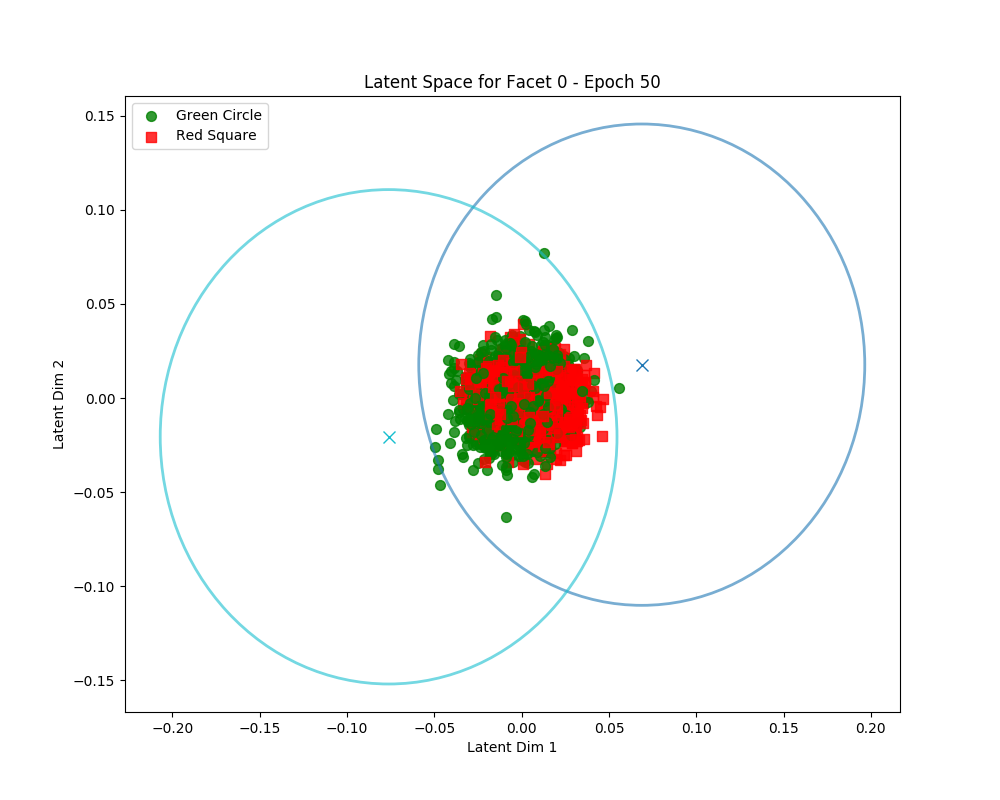 Latent Space for Facet 0 - Epoch 50
Green Circle
Red Square
0.15
0.10
0.05
0.00
−0.05
−0.10
−0.15
Latent Dim 2
−0.20 −0.15 −0.10 −0.05 0.00 0.05 0.10 0.15 0.20
Latent Dim 1